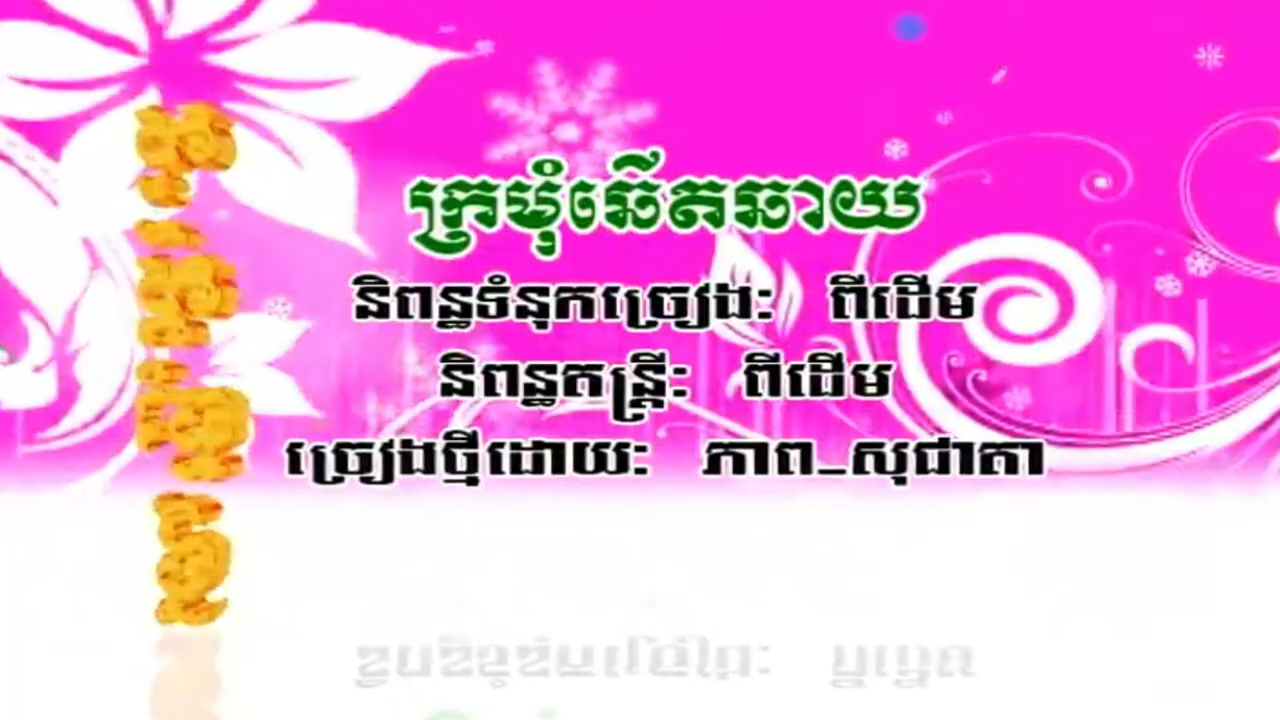 ក្រមុំឆើតឆាយ
និពន្ធទំនុកច្រៀងៈ ពីដើម
និពន្ធតន្ត្រីៈ ពីដើម
ច្រៀងថ្មីដោយៈ ភាព_សុជាតា